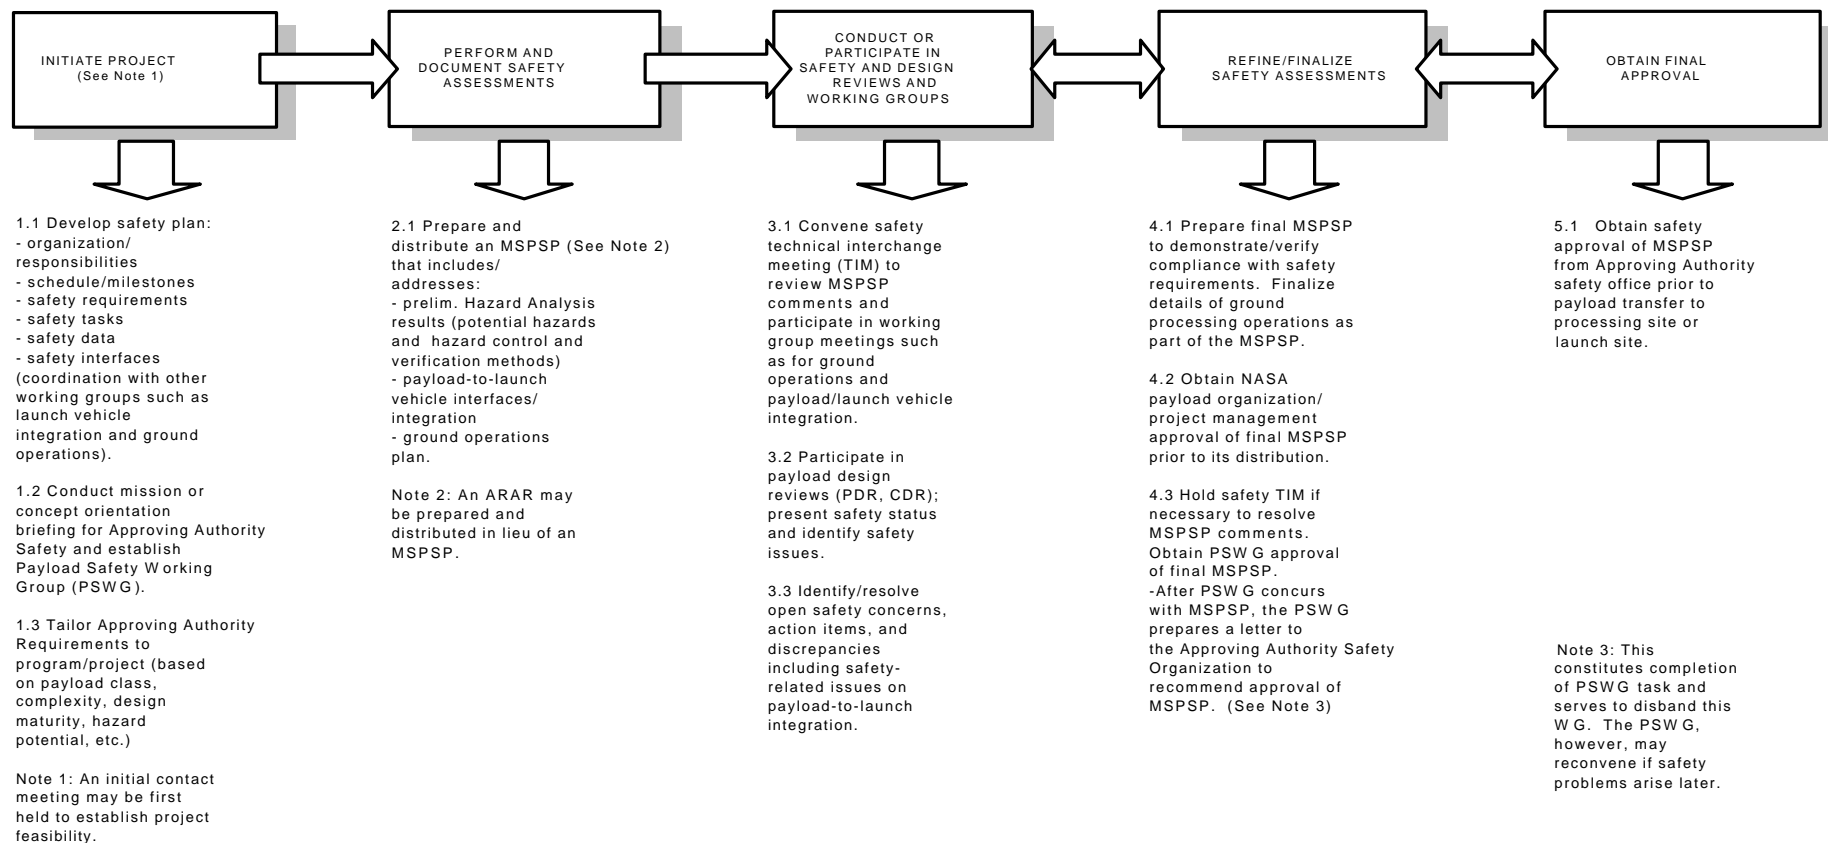 INITIATE PROJECT
(See Note 1)
PERFORM AND
DOCUMENT SAFETY
ASSESSMENTS
CONDUCT OR
PARTICIPATE IN
SAFETY AND DESIGN
REVIEWS AND
WORKING GROUPS
REFINE/FINALIZE
SAFETY ASSESSMENTS
OBTAIN FINAL
APPROVAL
1.1 Develop safety plan:
- organization/
responsibilities
- schedule/milestones
- safety requirements
- safety tasks
- safety data
- safety interfaces
(coordination with other
working groups such as
launch vehicle
integration and ground
operations).
1.2 Conduct mission or
concept orientation
briefing for Approving Authority
Safety and establish
Payload Safety Working
Group (PSWG).
1.3 Tailor Approving Authority
Requirements to
program/project (based
on payload class,
complexity, design
maturity, hazard
potential, etc.)
Note 1: An initial contact
meeting may be first
held to establish project
feasibility.
2.1 Prepare and
distribute an MSPSP (See Note 2)
that includes/
addresses:
- prelim. Hazard Analysis
results (potential hazards
and hazard control and
verification methods)
- payload-to-launch
vehicle interfaces/
integration
- ground operations
plan.
Note 2: An ARAR may
be prepared and
distributed in lieu of an
MSPSP.
3.1 Convene safety
technical interchange
meeting (TIM) to
review MSPSP
comments and
participate in working
group meetings such
as for ground
operations and
payload/launch vehicle
integration.
3.2 Participate in
payload design
reviews (PDR, CDR);
present safety status
and identify safety
issues.
3.3 Identify/resolve
open safety concerns,
action items, and
discrepancies
including safety-
related issues on
payload-to-launch
integration.
4.1 Prepare final MSPSP
to demonstrate/verify
compliance with safety
requirements. Finalize
details of ground
processing operations as
part of the MSPSP.
4.2 Obtain NASA
payload organization/
project management
approval of final MSPSP
prior to its distribution.
4.3 Hold safety TIM if
necessary to resolve
MSPSP comments.
Obtain PSWG approval
of final MSPSP.
-After PSWG concurs
with MSPSP, the PSWG
prepares a letter to
the Approving Authority Safety
Organization to
recommend approval of
MSPSP. (See Note 3)
5.1 Obtain safety
approval of MSPSP
from Approving Authority
safety office prior to
payload transfer to
processing site or
launch site.
Note 3: This
constitutes completion
of PSWG task and
serves to disband this
WG. The PSWG,
however, may
reconvene if safety
problems arise later.